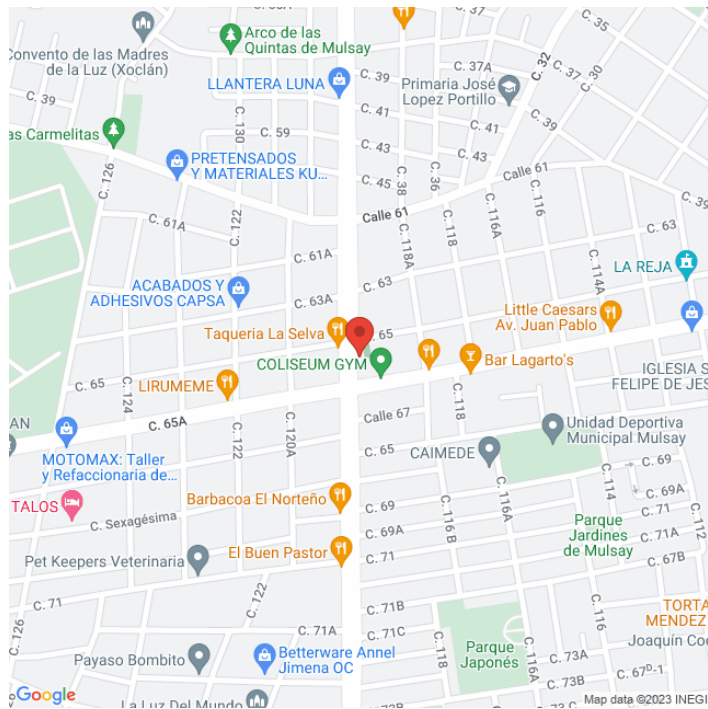 C. 38A
C. 35
Arco de las
Quintas de Mulsay
Convento de las Madres
de la Luz (Xoclán)
C. 32
C. 37A
C. 37
C. 30
LLANTERA LUNA
C. 39
Primaria José
Lopez Portillo
C. 39
C. 41
C. 130
C. 59
C. 41
C. 39
as Carmelitas
C. 43
C. 43
C. 126
PRETENSADOS
Y MATERIALES KU...
C. 45
C. 38
C. 36
Calle 61
C. 39
C. 116A
C. 116
C. 61A
C. 122
Calle 61
C. 118
C. 118A
C. 63
C. 61A
C. 114A
LA REJA
C. 63
ACABADOS Y
ADHESIVOS CAPSA
C. 63A
Little Caesars
Av. Juan Pablo
Taqueria La Selva
C. 65
COLISEUM GYM
Bar Lagarto's
IGLESIA S
FELIPE DE JES
C. 65
LIRUMEME
C. 124
C. 118
Calle 67
AN
C. 65A
C. 122
C. 120A
Unidad Deportiva
Municipal Mulsay
C. 65
CAIMEDE
MOTOMAX: Taller
y Refaccionaria de...
C. 69
C. 114
C. 69A
TALOS
Barbacoa El Norteño
C. 69
C. 116A
C. 71
C. 112
C. Sexagésima
C. 69A
C. 116B
Parque
Jardines
de Mulsay
C. 71A
El Buen Pastor
C. 71
C. 67B
Pet Keepers Veterinaria
C. 122
C. 71
C. 71B
C. 116
TORTA
MENDEZ
C. 126
C. 71A
C. 71C
C. 118
Joaquín Coe
Parque
Japonés
C. 116A
C. 73A
Payaso Bombito
Betterware Annel
Jimena OC
C. 67D-1
C. 73B
Google
La Luz Del Mundo
Map data ©2023 INEGI